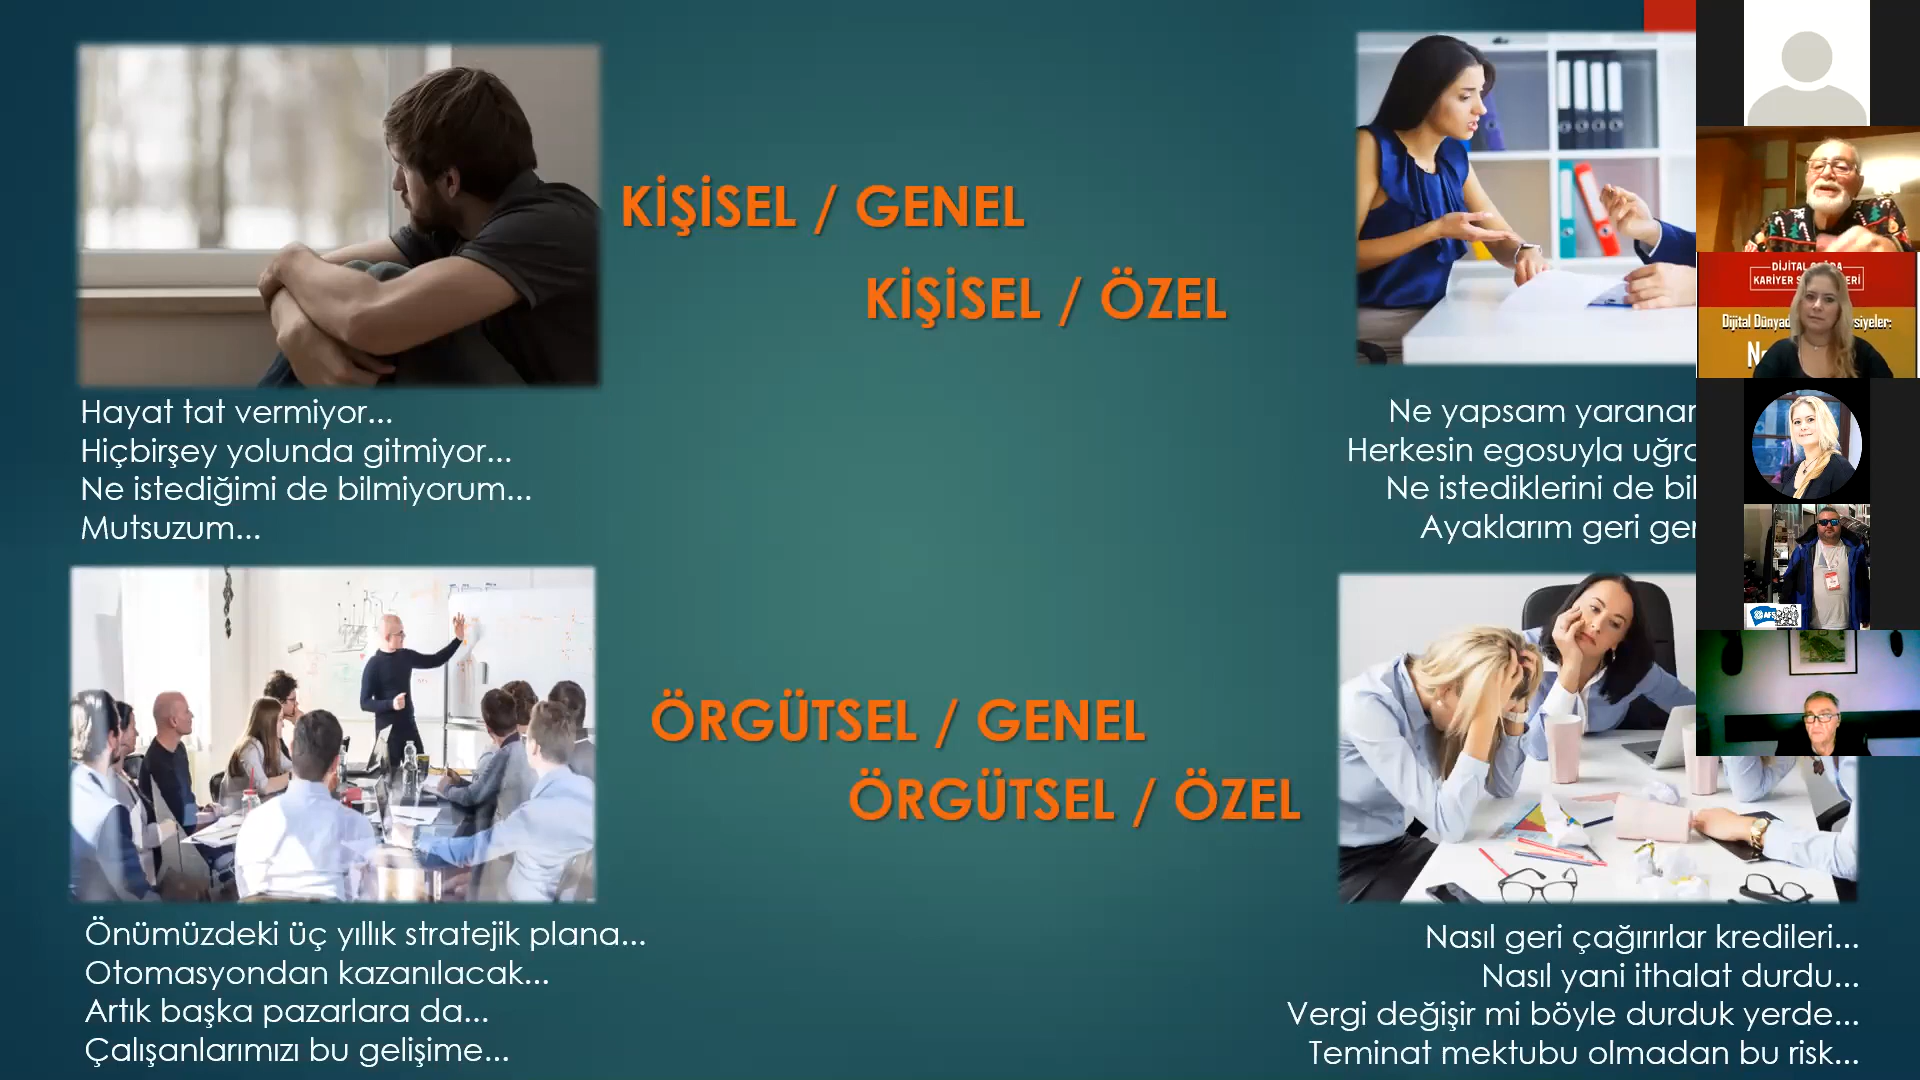 KİŞİSEL / GENEL
KİŞİSEL / ÖZEL
Hayat tat vermiyor...
Hiçbirşey yolunda gitmiyor...
Ne istediğimi de bilmiyorum...
Mutsuzum...
Ne yapsam yaranar
Herkesin egosuyla uğra
Ne istediklerini de bil
Ayaklarım geri ger
ÖRGÜTSEL / GENEL
ÖRGÜTSEL / ÖZEL
Önümüzdeki üç yıllık stratejik plana...
Otomasyondan kazanılacak...
Artık başka pazarlara da...
Çalışanlarımızı bu gelişime...
Nasıl geri çağırırlar kredileri...
Nasıl yani ithalat durdu...
Vergi değişir mi böyle durduk yerde...
Teminat mektubu olmadan bu risk...
DİJİTAL
KARİYER S ERİ
Dijital Dünyad siyeler:
AFS